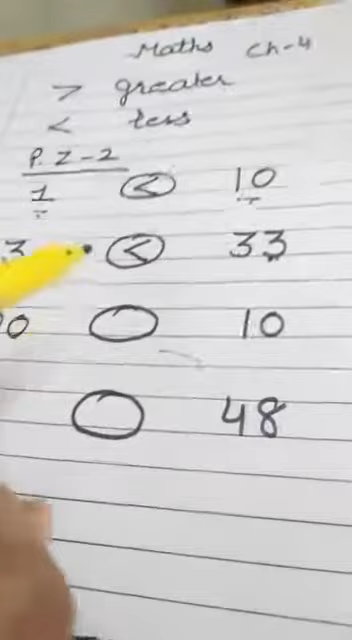 Maths Ch-4
> greater
< less
P. Z-2
1 < 10
3 < 33
0 10
48